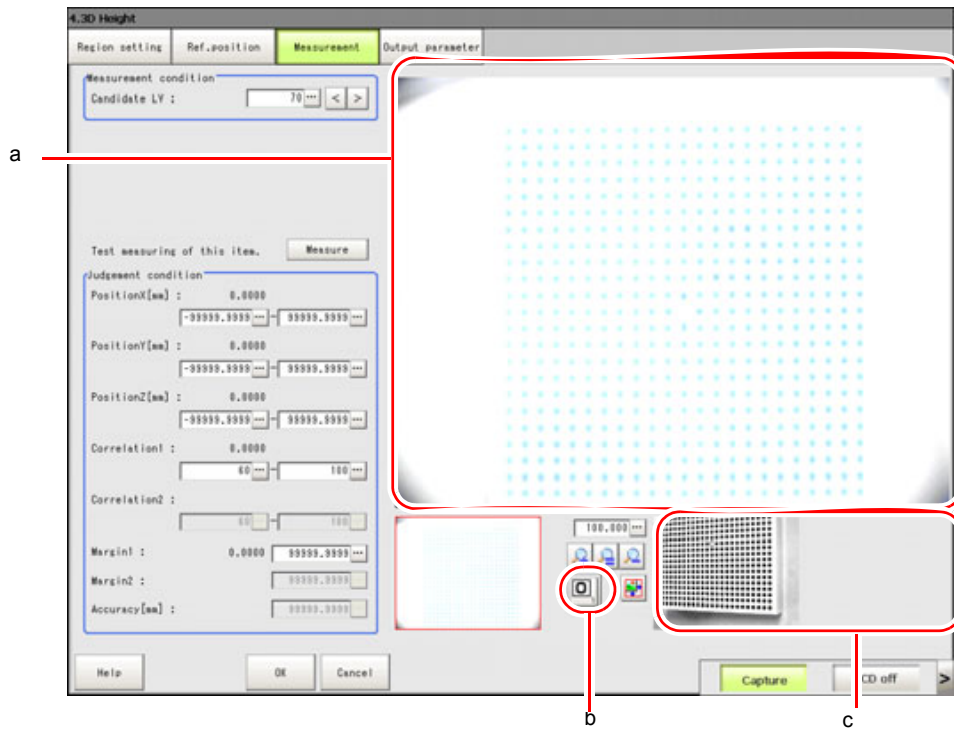 4.3D Height
Region setting Ref.position Measurement Output parameter
Measurement condition
Candidate LV : 70 ... < >
a
Test measuring of this item. Measure
Judgement condition
PositionX[mm] : 0.0000
-99999.9999 ... - 99999.9999 ...
PositionY[mm] : 0.0000
-99999.9999 ... - 99999.9999 ...
PositionZ[mm] : 0.0000
-99999.9999 ... - 99999.9999 ...
Correlation1 : 0.0000
60 ... - 100 ...
Correlation2 :
60 - 100
Margin1 : 0.0000 99999.9999 ...
Margin2 : 99999.9999
Accuracy[mm] : 99999.9999
100.000 ...
Help OK Cancel
Capture CD off >
b
c